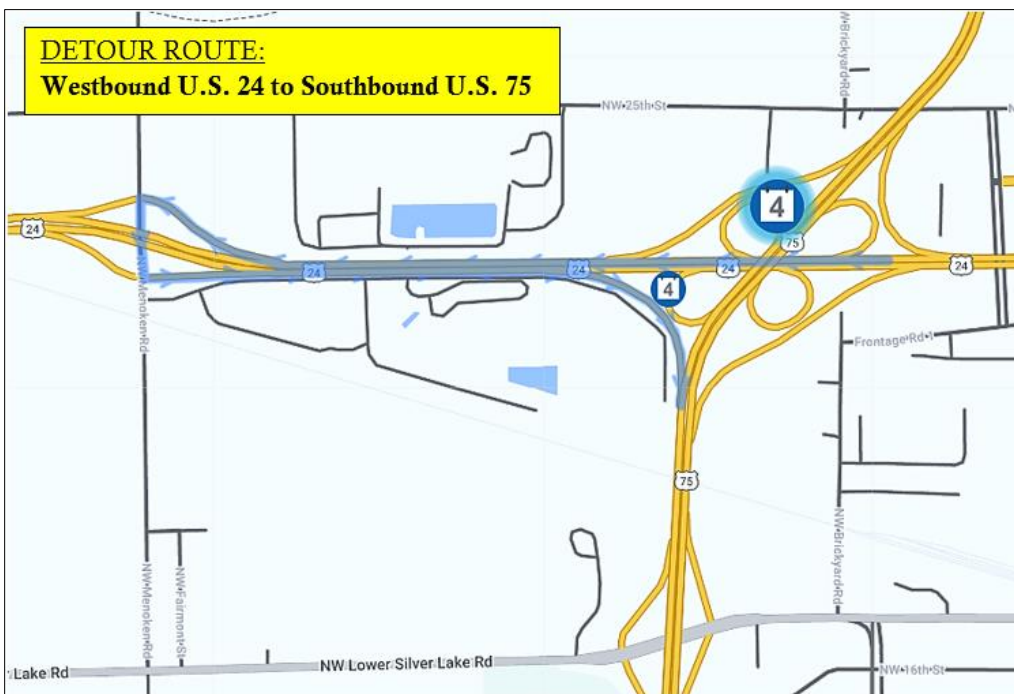 DETOUR ROUTE:
Westbound U.S. 24 to Southbound U.S. 75
W Brickyard Rd
NW 25th St
N
4
75
24
24
24
24
24
4
NW Menoken Rd
Frontage Rd 1
75
NW Brickyard Rd
NW Menoken Rd
NW Fairmont St
Lake Rd
NW Lower Silver Lake Rd
NW 16th St